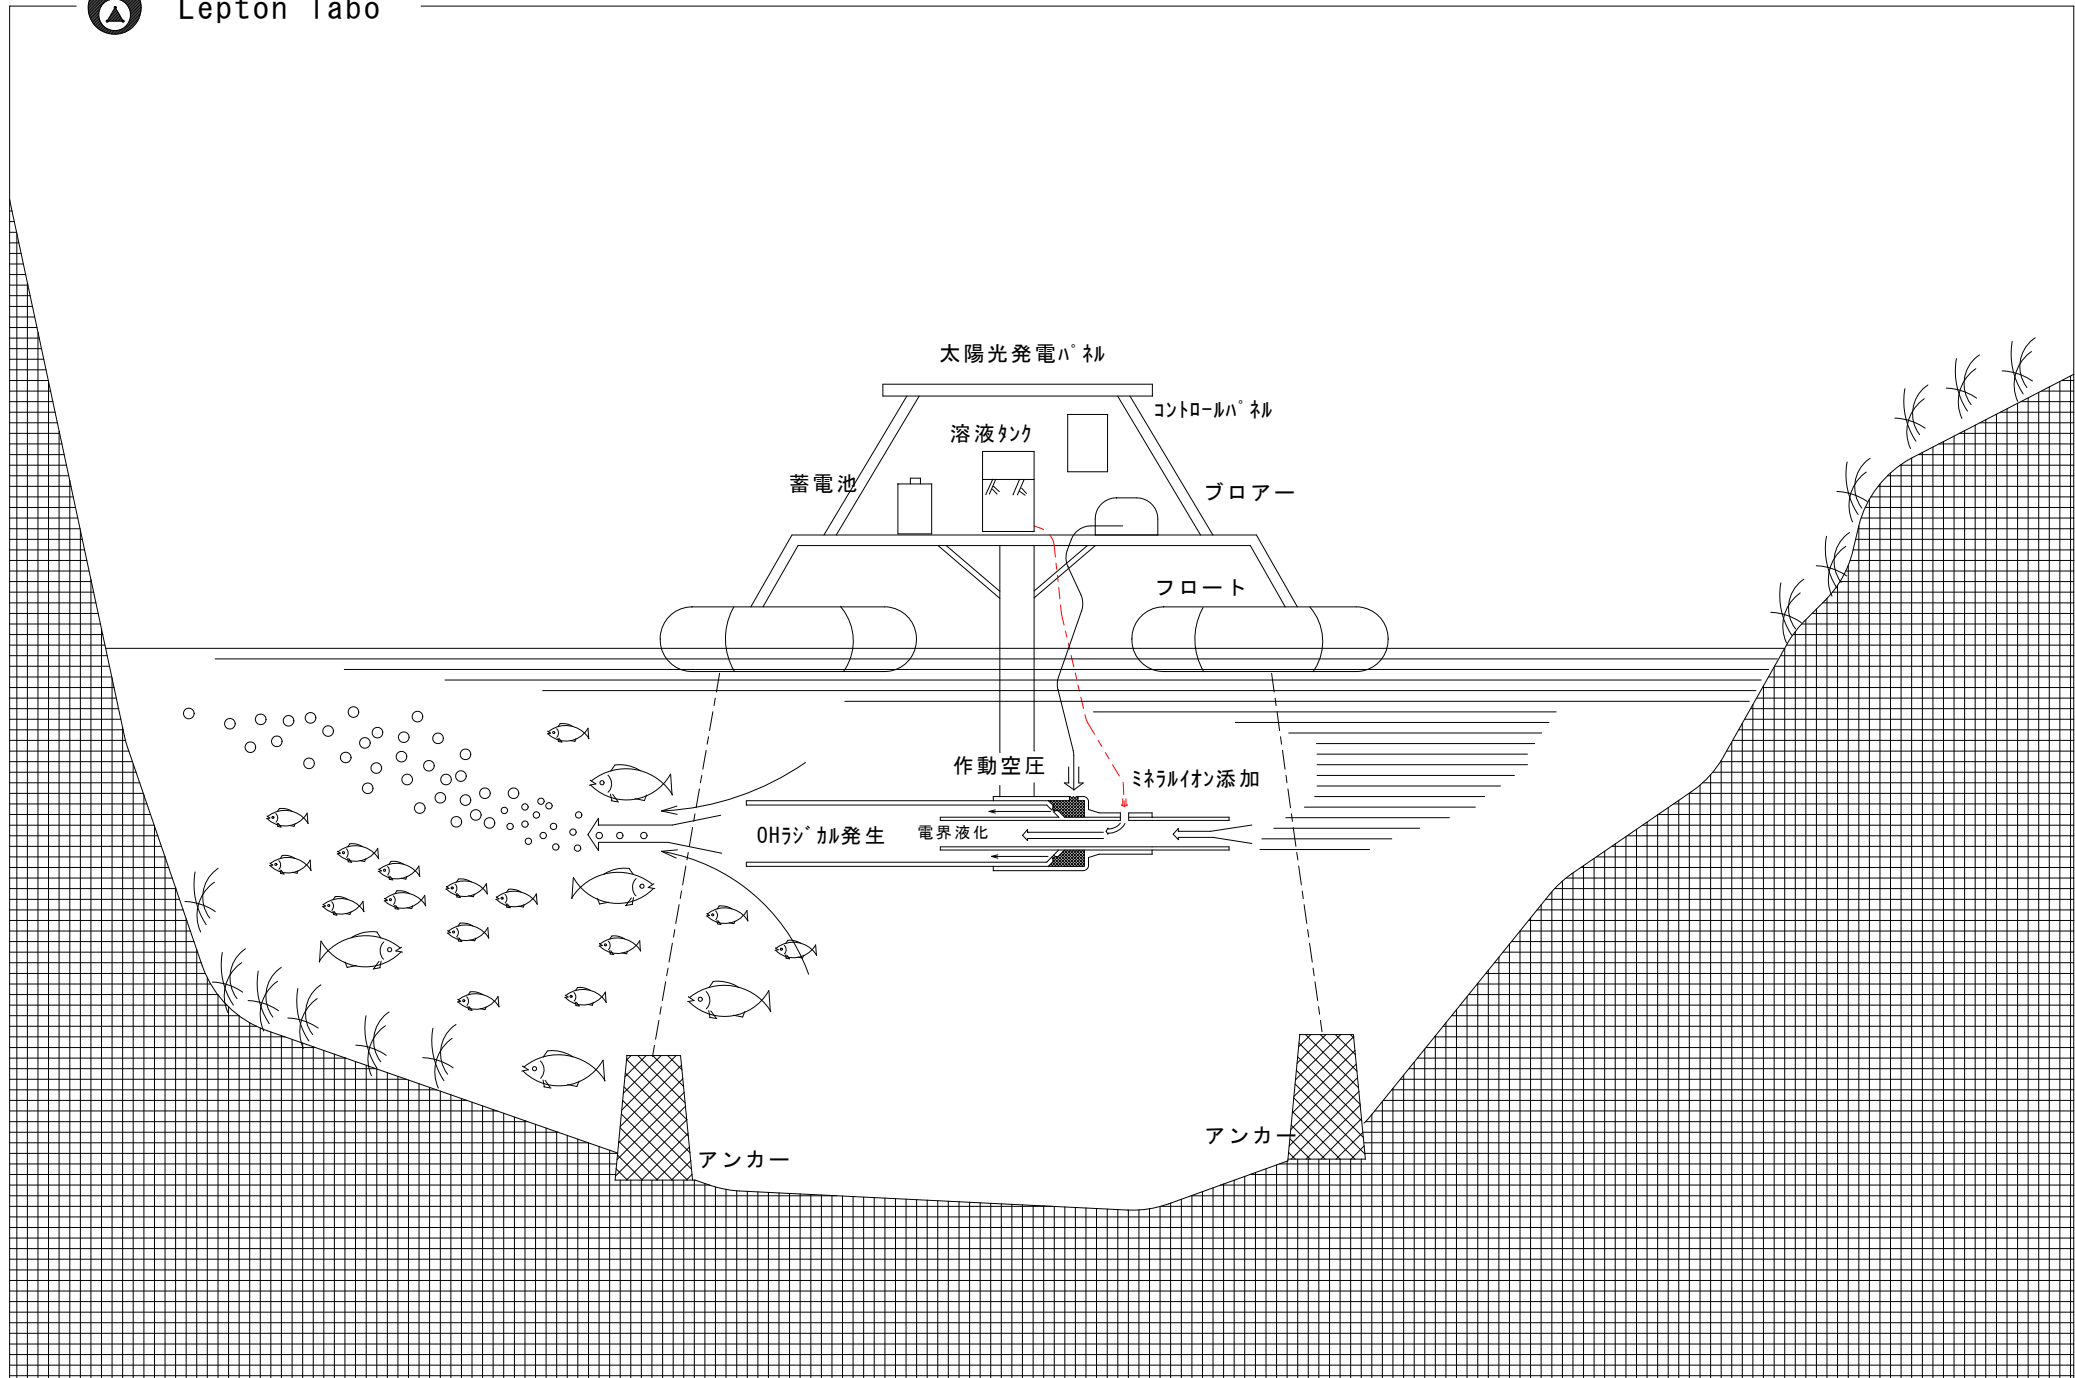 Lepton Tabo
太陽光発電ﾊﾟﾈﾙ
ｺﾝﾄﾛｰﾙﾊﾟﾈﾙ
溶液ﾀﾝｸ
蓄電池
ブロアー
フロート
作動空圧
ﾐﾈﾗﾙｲｵﾝ添加
OHﾗｼﾞｶﾙ発生
電界液化
アンカー
アンカー